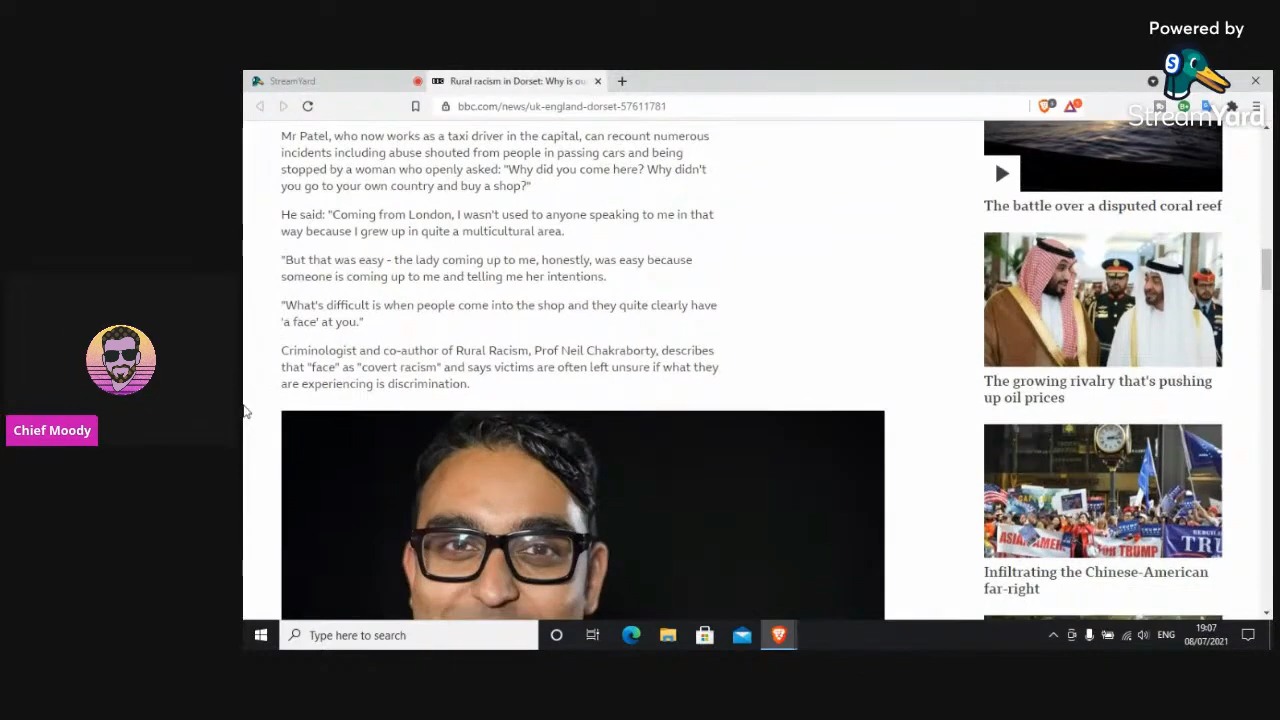 Powered by
StreamYard
StreamYard
Rural racism in Dorset: Why is ou
bbc.com/news/uk-england-dorset-57611781
Mr Patel, who now works as a taxi driver in the capital, can recount numerous
incidents including abuse shouted from people in passing cars and being
stopped by a woman who openly asked: "Why did you come here? Why didn't
you go to your own country and buy a shop?"
He said: "Coming from London, I wasn't used to anyone speaking to me in that
way because I grew up in quite a multicultural area.
"But that was easy - the lady coming up to me, honestly, was easy because
someone is coming up to me and telling me her intentions.
"What's difficult is when people come into the shop and they quite clearly have
'a face' at you."
Criminologist and co-author of Rural Racism, Prof Neil Chakraborty, describes
that "face" as "covert racism" and says victims are often left unsure if what they
are experiencing is discrimination.
The battle over a disputed coral reef
The growing rivalry that's pushing
up oil prices
FOR TRUMP
Infiltrating the Chinese-American
far-right
Chief Moody
Type here to search
ENG
19:07
08/07/2021